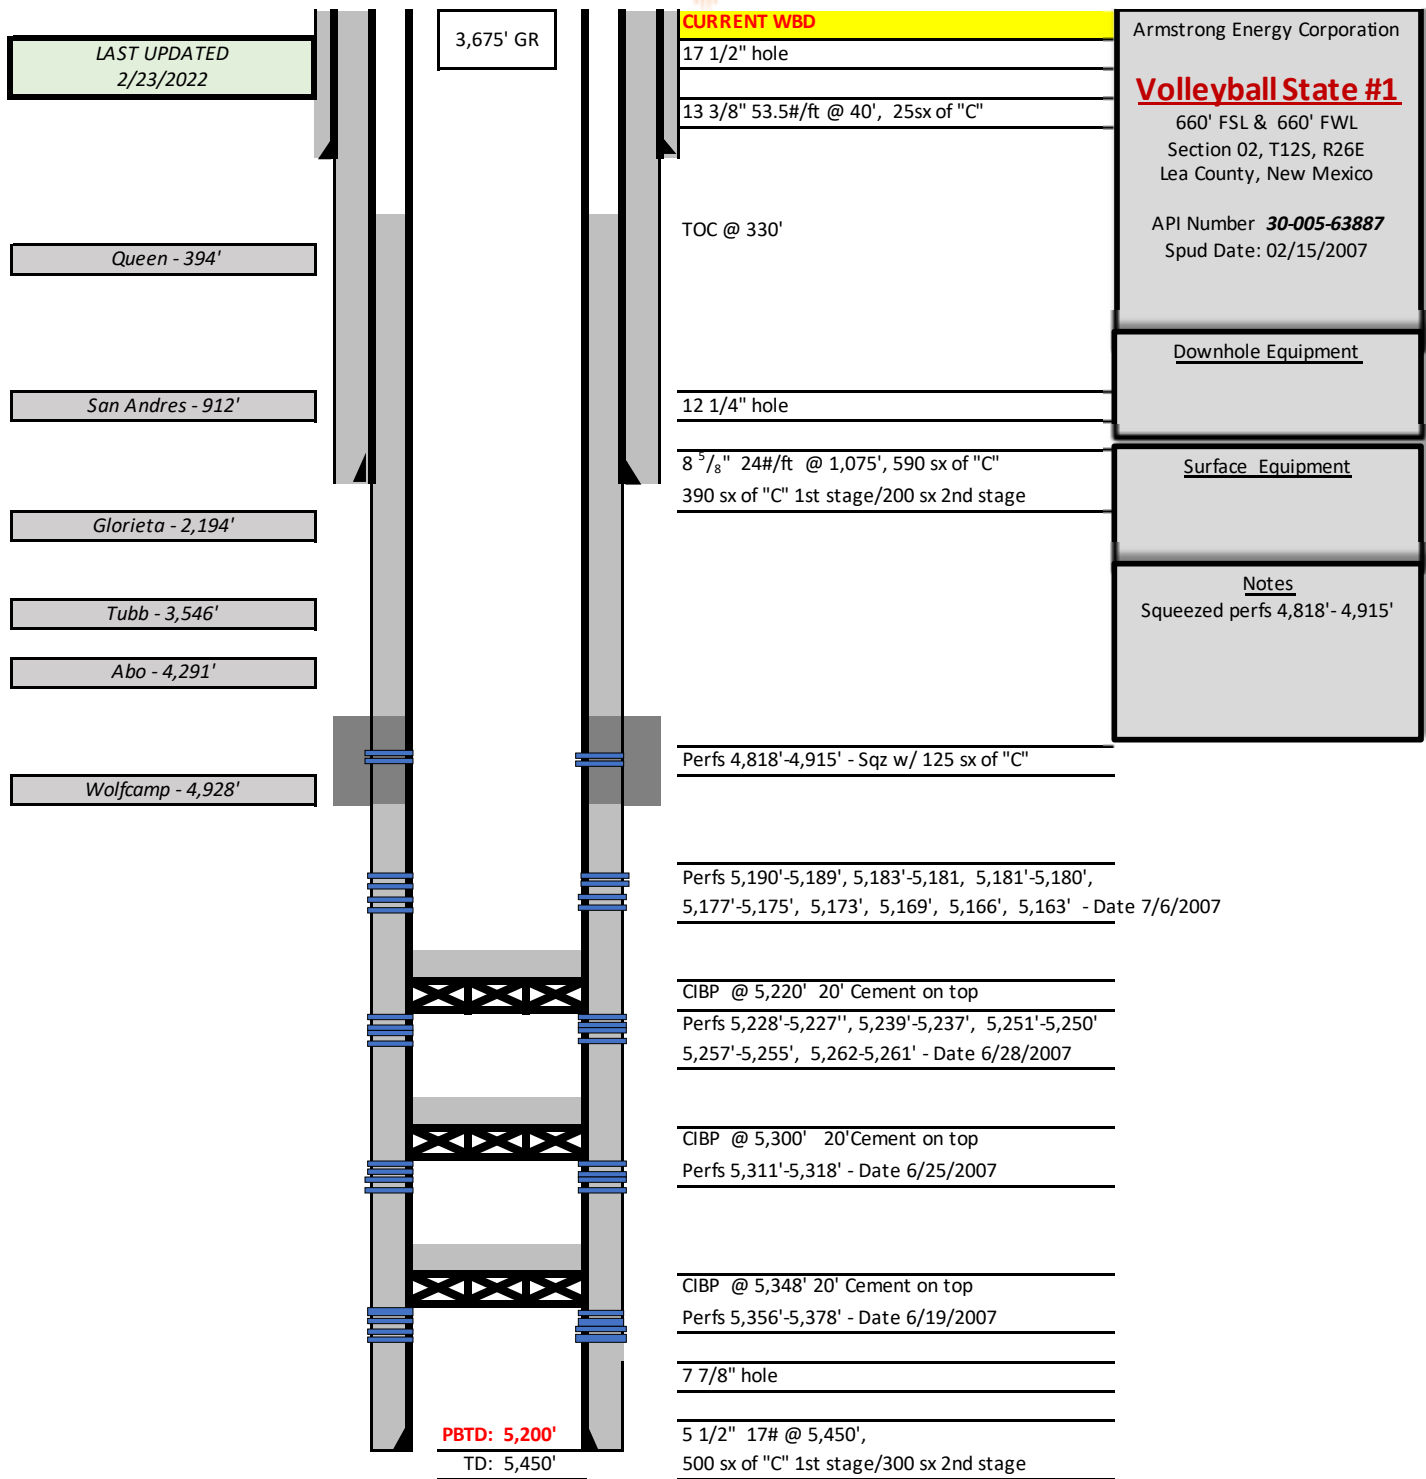 CURRENT WBD
3,675' GR
LAST UPDATED
2/23/2022
17 1/2" hole
13 3/8" 53.5#/ft @ 40', 25sx of "C"
Armstrong Energy Corporation
Volleyball State #1
660' FSL & 660' FWL
Section 02, T12S, R26E
Lea County, New Mexico
API Number 30-005-63887
Spud Date: 02/15/2007
TOC @ 330'
Queen - 394'
Downhole Equipment
San Andres - 912'
12 1/4" hole
8 5/8" 24#/ft @ 1,075', 590 sx of "C"
390 sx of "C" 1st stage/200 sx 2nd stage
Surface Equipment
Glorieta - 2,194'
Notes
Squeezed perfs 4,818'- 4,915'
Tubb - 3,546'
Abo - 4,291'
Perfs 4,818'-4,915' - Sqz w/ 125 sx of "C"
Wolfcamp - 4,928'
Perfs 5,190'-5,189', 5,183'-5,181, 5,181'-5,180',
5,177'-5,175', 5,173', 5,169', 5,166', 5,163' - Date 7/6/2007
CIBP @ 5,220' 20' Cement on top
Perfs 5,228'-5,227'', 5,239'-5,237', 5,251'-5,250'
5,257'-5,255', 5,262-5,261' - Date 6/28/2007
CIBP @ 5,300' 20'Cement on top
Perfs 5,311'-5,318' - Date 6/25/2007
CIBP @ 5,348' 20' Cement on top
Perfs 5,356'-5,378' - Date 6/19/2007
7 7/8" hole
PBTD: 5,200'
TD: 5,450'
5 1/2" 17# @ 5,450',
500 sx of "C" 1st stage/300 sx 2nd stage